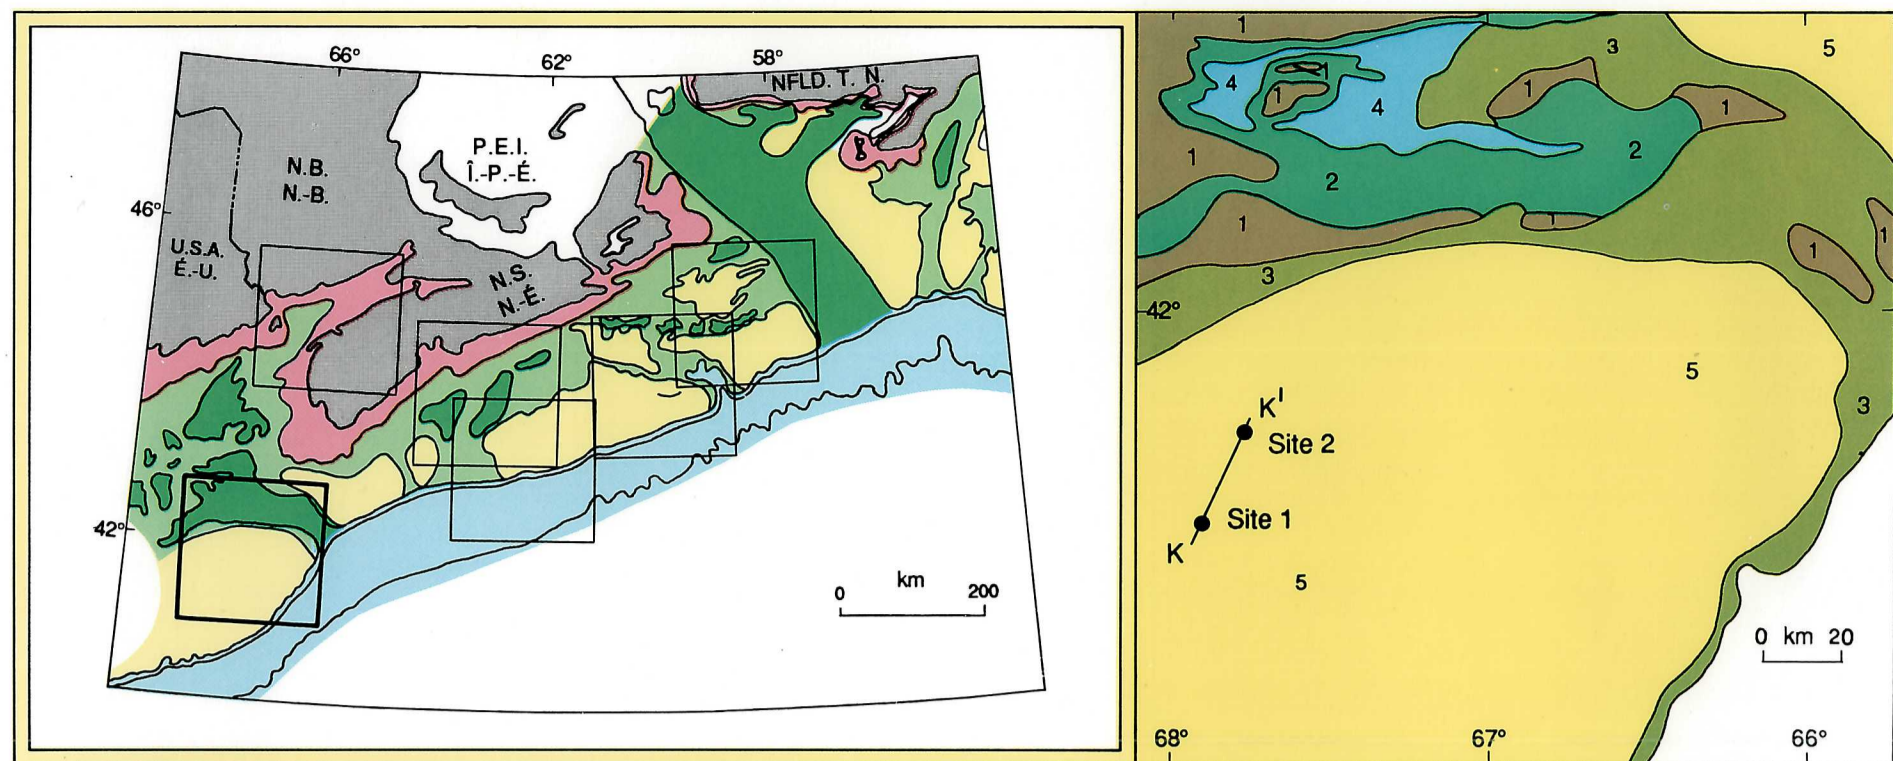 66°
62°
58°
NFLD. T. N.
P.E.I.
Î.-P.-É.
N.B.
N.-B.
46°
U.S.A.
É.-U.
N.S.
N.-É.
42°
km
0 200
1
3
5
4
1
1
4
1
1
1
2
2
1
1
1
1
3
42°
5
3
K'
Site 2
Site 1
K
5
0 km 20
68°
67°
66°